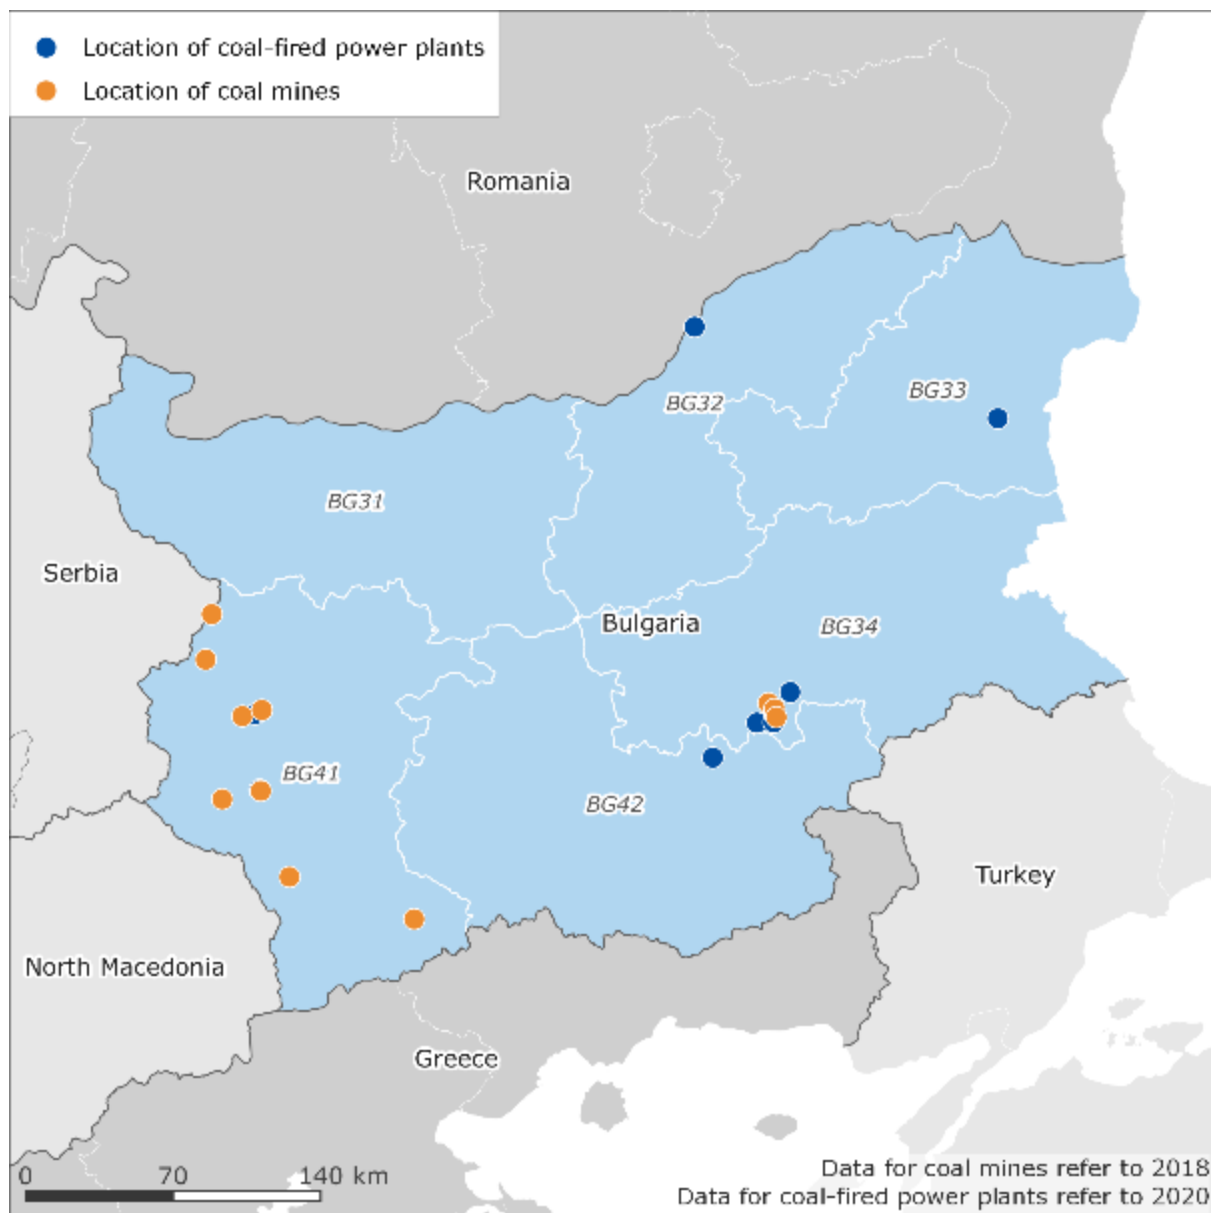 Location of coal-fired power plants
Location of coal mines
Romania
BG33
BG32
BG31
Serbia
Bulgaria
BG34
BG41
BG42
Turkey
North Macedonia
Greece
0 70 140 km
Data for coal mines refer to 2018
Data for coal-fired power plants refer to 2020